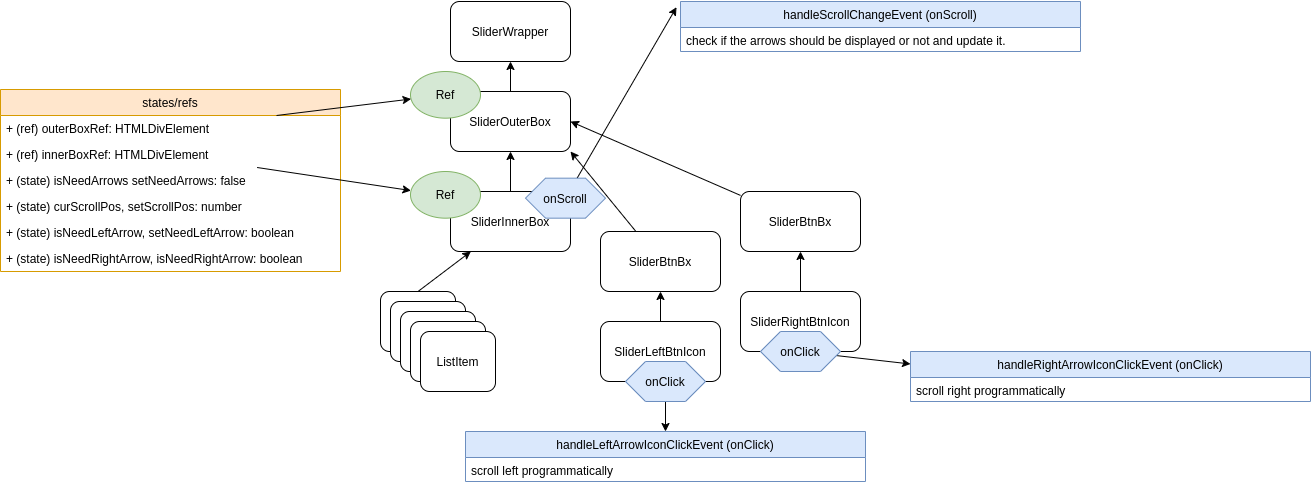 handleScrollChangeEvent (onScroll)
check if the arrows should be displayed or not and update it.
SliderWrapper
Ref
SliderOuterBox
states/refs
+ (ref) outerBoxRef: HTMLDivElement
+ (ref) innerBoxRef: HTMLDivElement
+ (state) isNeedArrows setNeedArrows: false
+ (state) curScrollPos, setScrollPos: number
+ (state) isNeedLeftArrow, setNeedLeftArrow: boolean
+ (state) isNeedRightArrow, isNeedRightArrow: boolean
Ref
onScroll
SliderInnerBox
SliderBtnBx
SliderBtnBx
SliderRightBtnIcon
onClick
SliderLeftBtnIcon
onClick
ListItem
handleRightArrowIconClickEvent (onClick)
scroll right programmatically
handleLeftArrowIconClickEvent (onClick)
scroll left programmatically